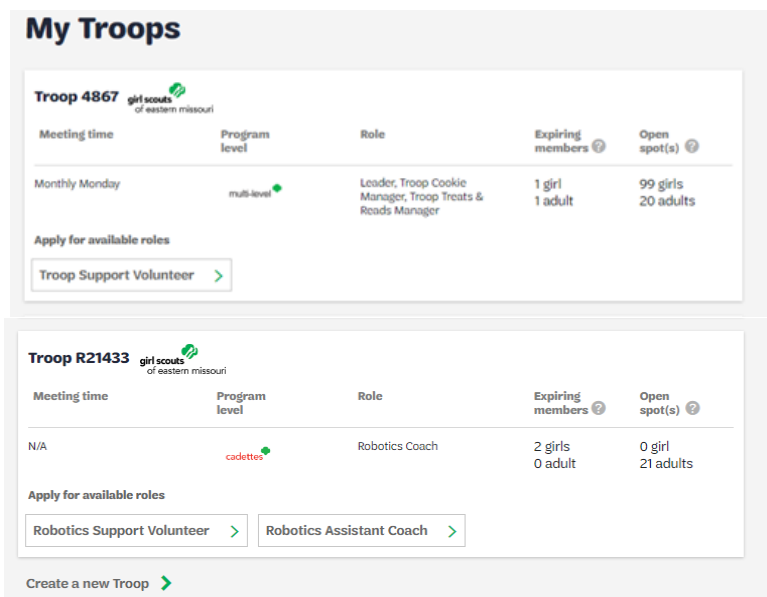 My Troops
Troop 4867 girl scouts
of eastern missouri
Meeting time Program level Role Expiring members ? Open spot(s) ?
Monthly Monday multi-level Leader, Troop Cookie Manager, Troop Treats & Reads Manager 1 girl 99 girls
1 adult 20 adults
Apply for available roles
Troop Support Volunteer
Troop R21433 girl scouts
of eastern missouri
Meeting time Program level Role Expiring members ? Open spot(s) ?
N/A cadettes Robotics Coach 2 girls 0 girl
0 adult 21 adults
Apply for available roles
Robotics Support Volunteer Robotics Assistant Coach
Create a new Troop